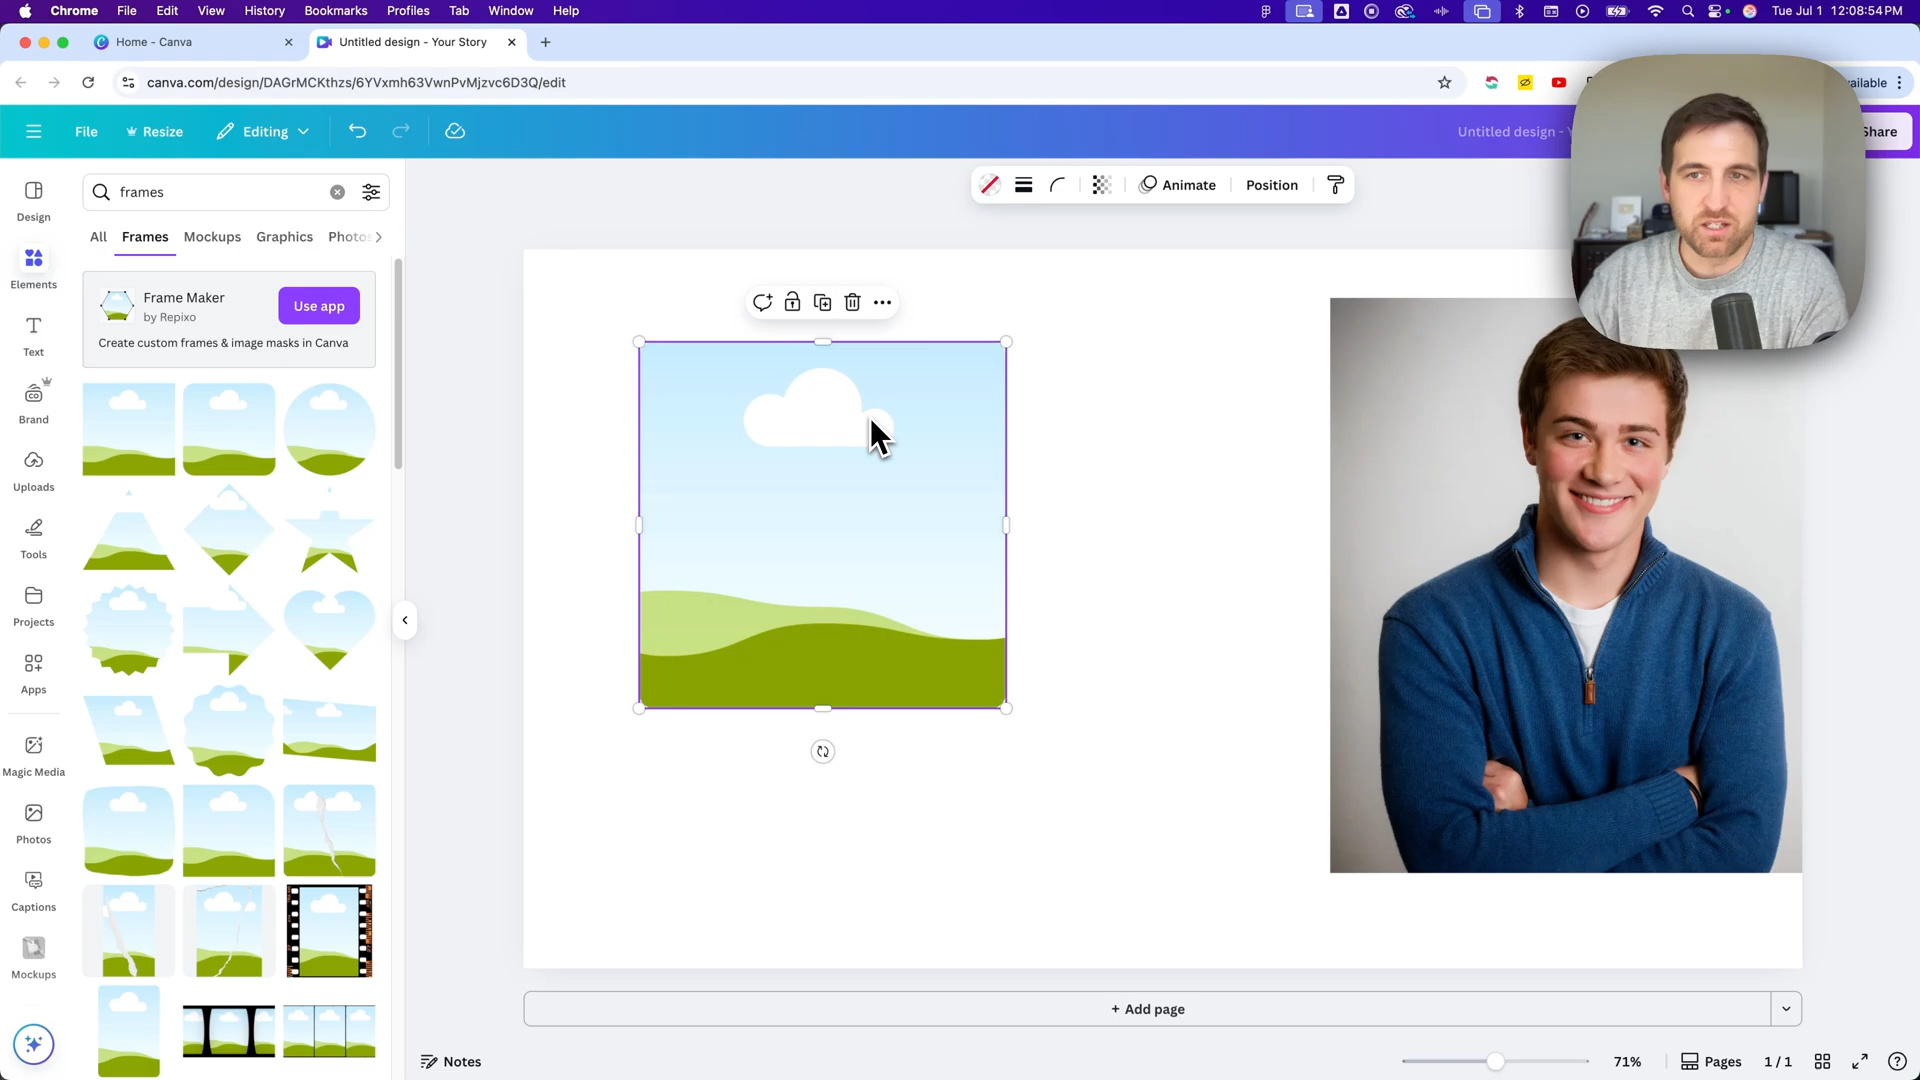 Chrome File Edit View History Bookmarks Profiles Tab Window Help Tue Jul 1 12:08:54 PM
Home - Canva Untitled design - Your Story
canva.com/design/DAGrMCKthzs/6YVxmh63VwnPvMjzvc6D3Q/edit
File Resize Editing Untitled design - Share
frames
Animate Position
Design
All Frames Mockups Graphics Photos
Elements
Frame Maker
by Repixo
Use app
Create custom frames & image masks in Canva
Text
Brand
Uploads
Tools
Projects
Apps
Magic Media
Photos
Captions
Mockups
+ Add page
Notes 71% Pages 1 / 1